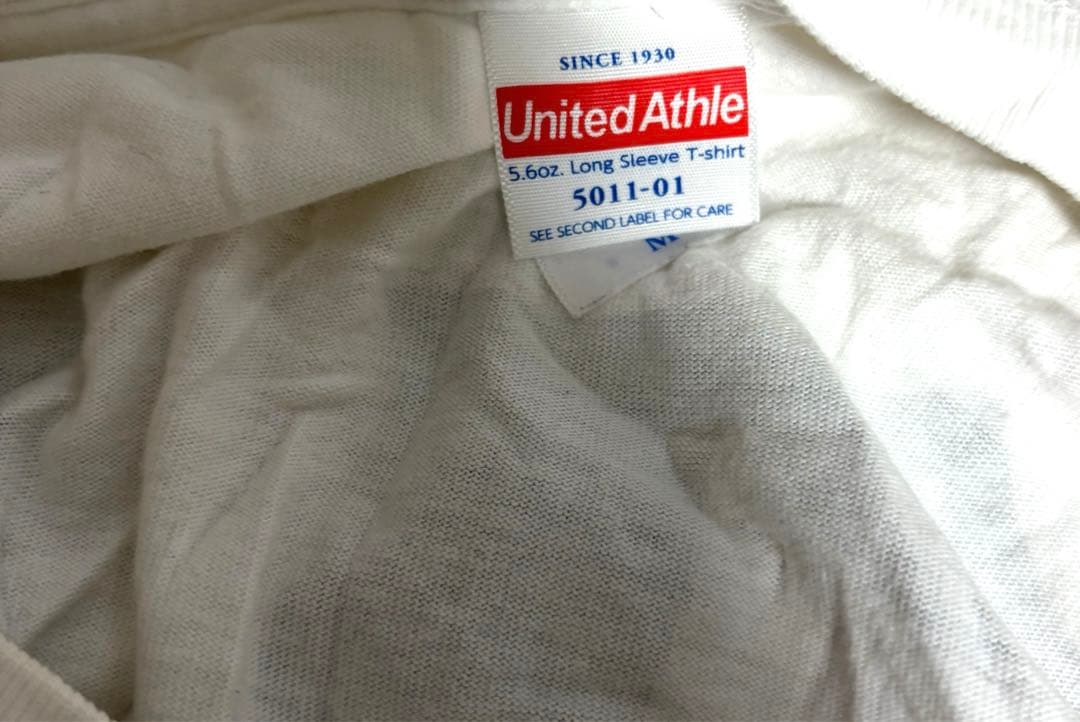 SINCE 1930
United Athle
5.6oz. Long Sleeve T-shirt
5011-01
SEE SECOND LABEL FOR CARE
M